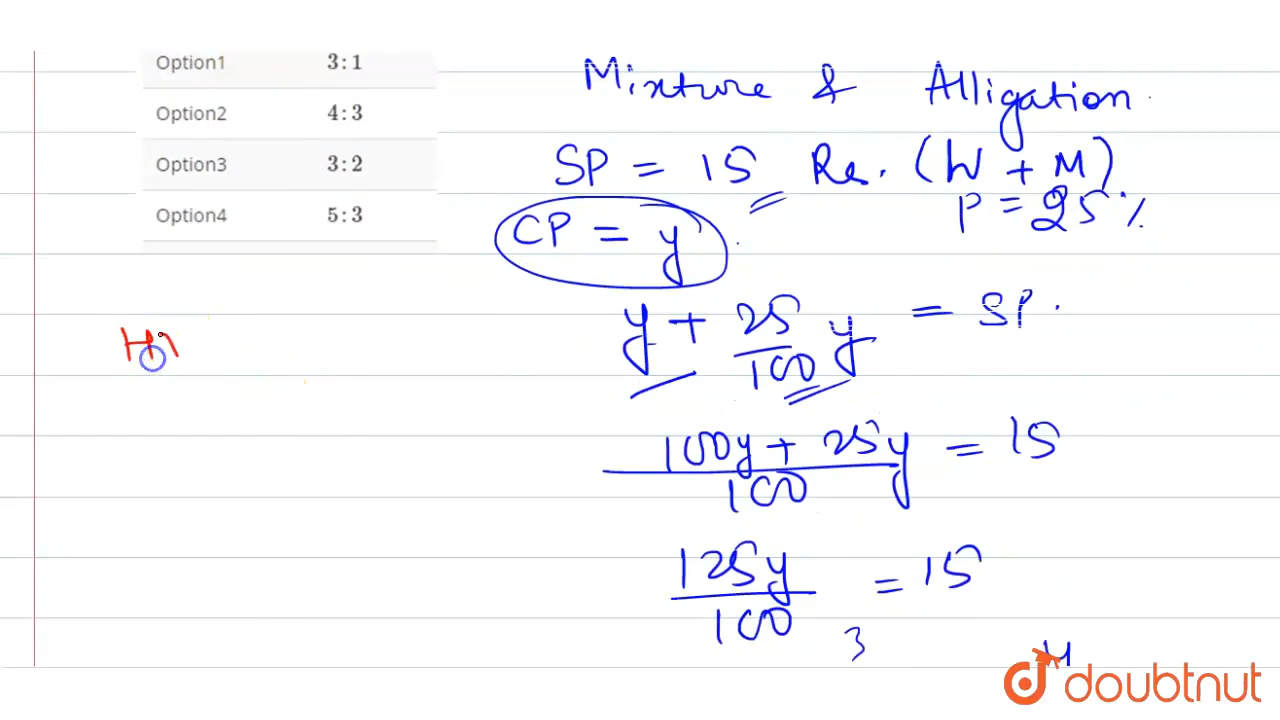 Option1 3 : 1
Option2 4 : 3
Option3 3 : 2
Option4 5 : 3
Mixture & Alligation
SP = 15 Rs. (W + M)
P = 25 %
CP = y
y + 25/100 y = SP.
100y + 25y / 100 = 15
125y / 100 = 15
3
doubtnut